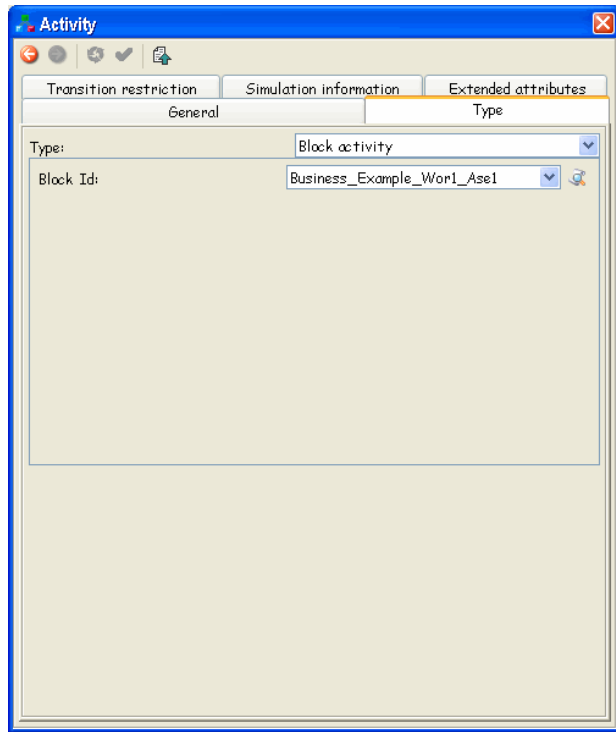 Activity
Transition restriction Simulation information Extended attributes
General Type
Type: Block activity
Block Id: Business_Example_Wor1_Ase1